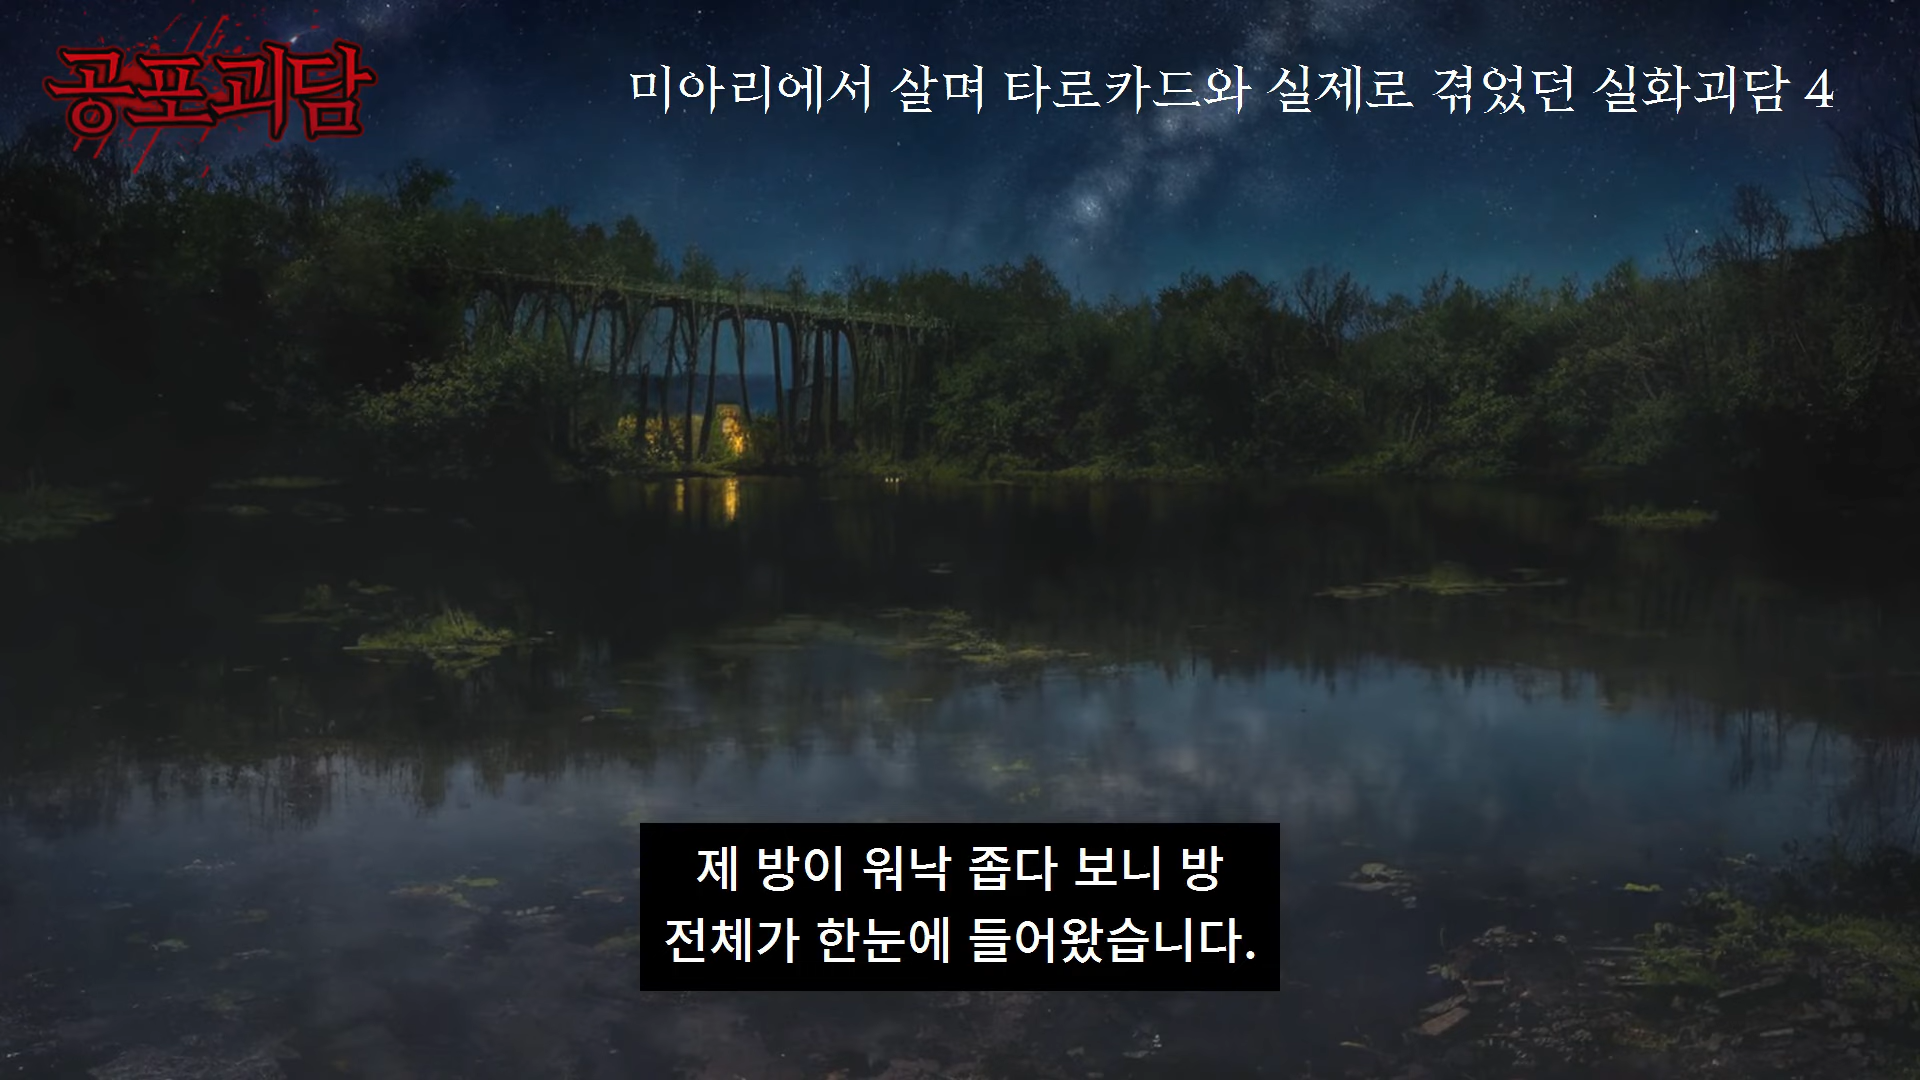 공포괴담
미아리에서 살며 타로카드와 실제로 겪었던 실화괴담 4
제 방이 워낙 좁다 보니 방
전체가 한눈에 들어왔습니다.